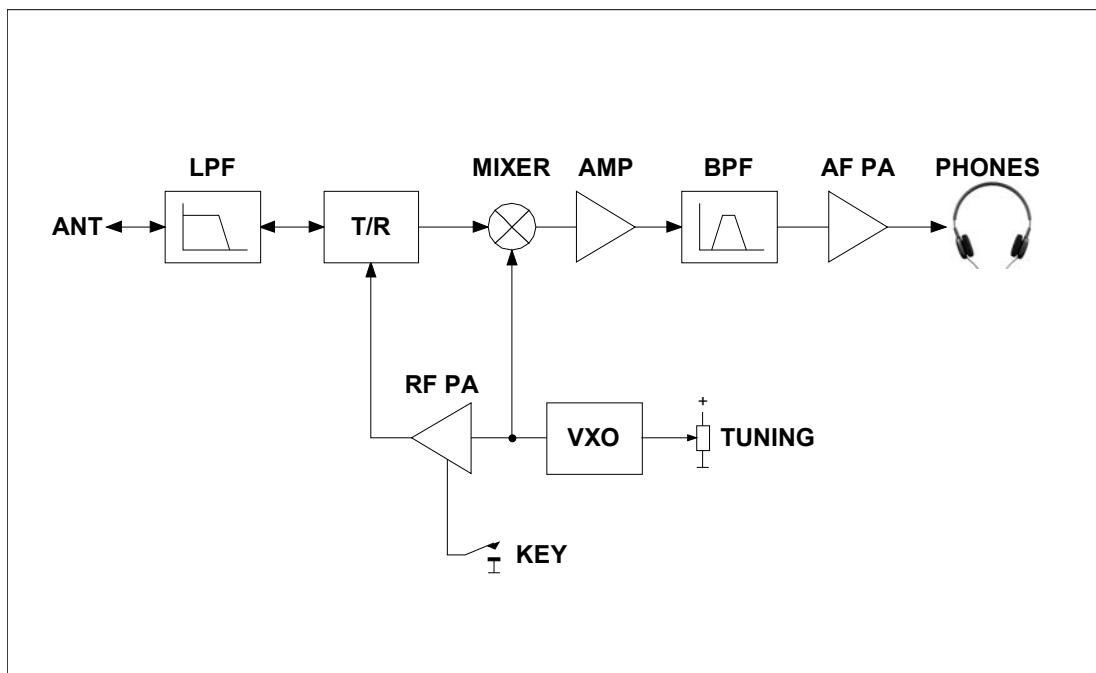 LPF
MIXER
AMP
BPF
AF PA
PHONES
ANT
T/R
RF PA
VXO
+
TUNING
KEY